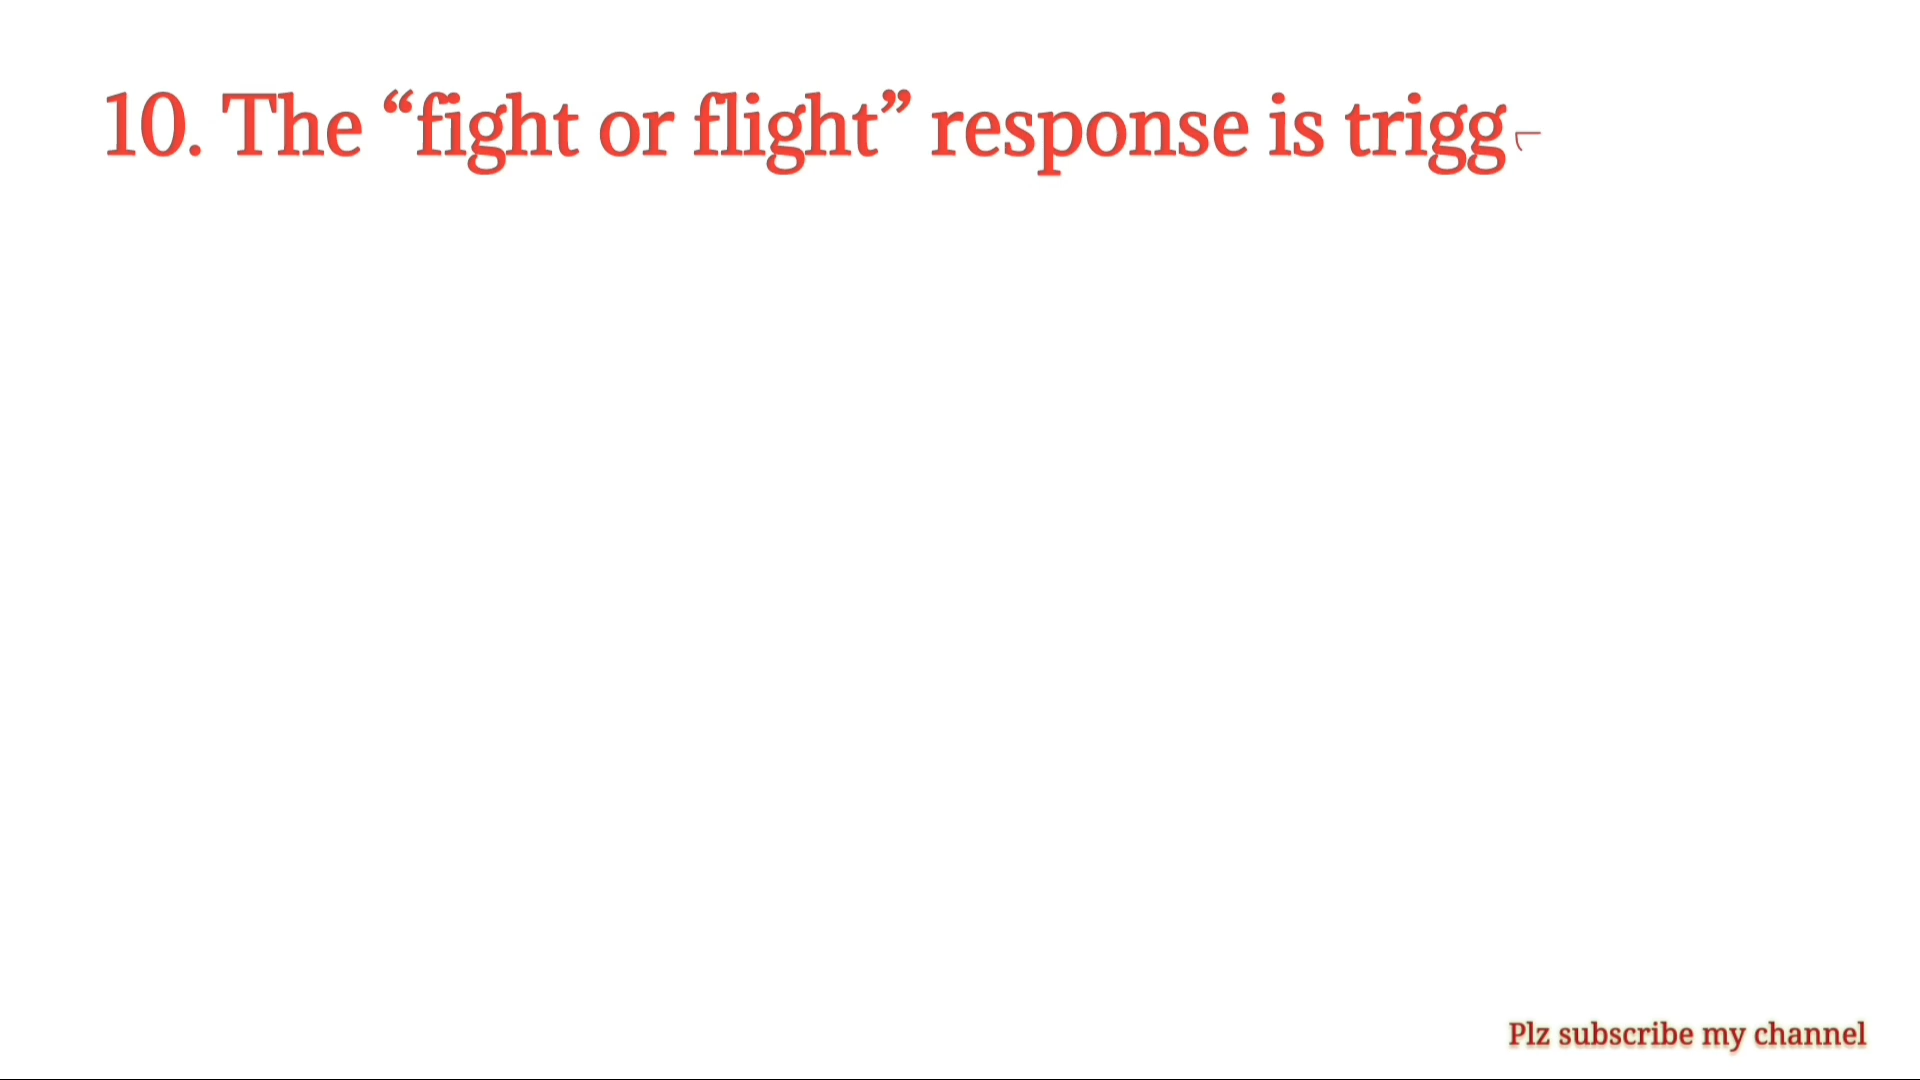 10. The “fight or flight” response is trigg
Plz subscribe my channel